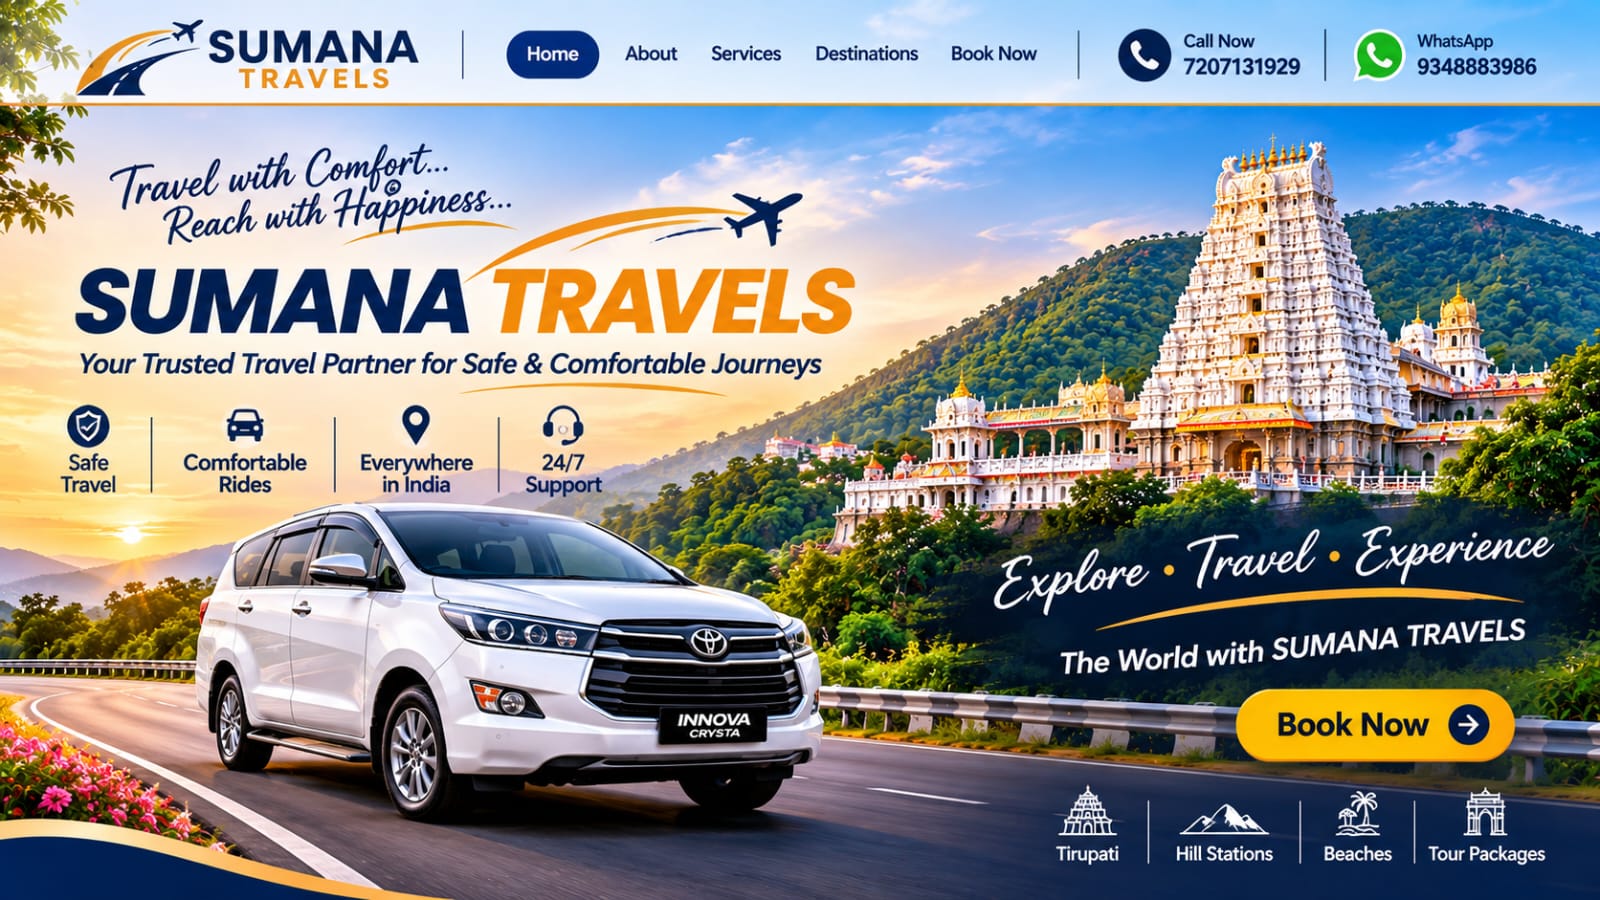 SUMANA
TRAVELS
Home
About
Services
Destinations
Book Now
Call Now
7207131929
WhatsApp
9348883986
Travel with Comfort...
Reach with Happiness...
SUMANA TRAVELS
Your Trusted Travel Partner for Safe & Comfortable Journeys
Safe
Travel
Comfortable
Rides
Everywhere
in India
24/7
Support
INNOVA
CRYSTA
Explore • Travel • Experience
The World with SUMANA TRAVELS
Book Now
Tirupati
Hill Stations
Beaches
Tour Packages